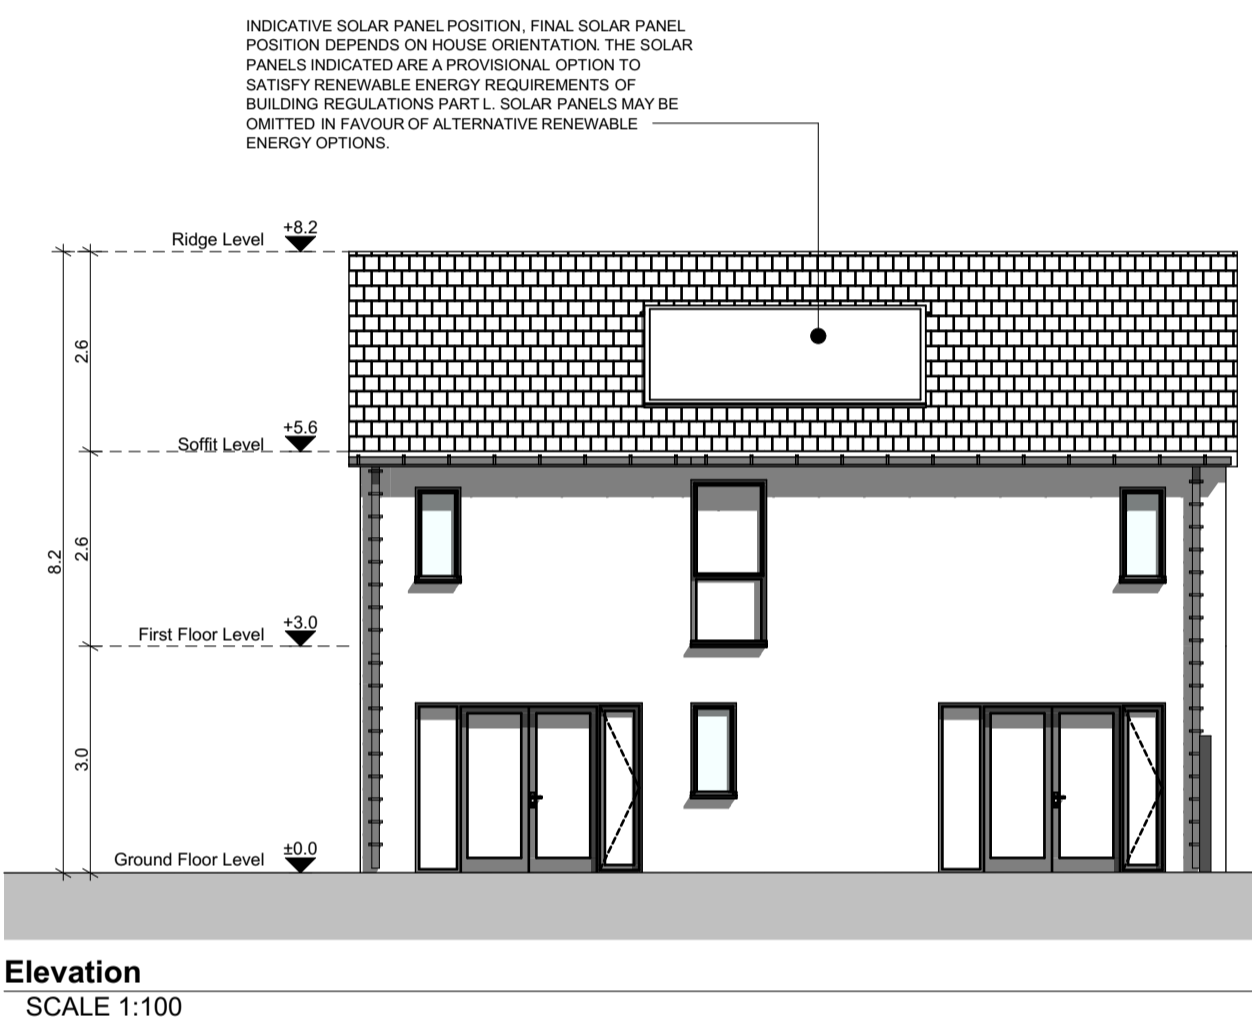 INDICATIVE SOLAR PANEL POSITION, FINAL SOLAR PANEL
POSITION DEPENDS ON HOUSE ORIENTATION. THE SOLAR
PANELS INDICATED ARE A PROVISIONAL OPTION TO
SATISFY RENEWABLE ENERGY REQUIREMENTS OF
BUILDING REGULATIONS PART L. SOLAR PANELS MAY BE
OMITTED IN FAVOUR OF ALTERNATIVE RENEWABLE
ENERGY OPTIONS.
Ridge Level +8.2
2.6
Soffit Level +5.6
8.2
2.6
First Floor Level +3.0
3.0
Ground Floor Level ±0.0
Elevation
SCALE 1:100